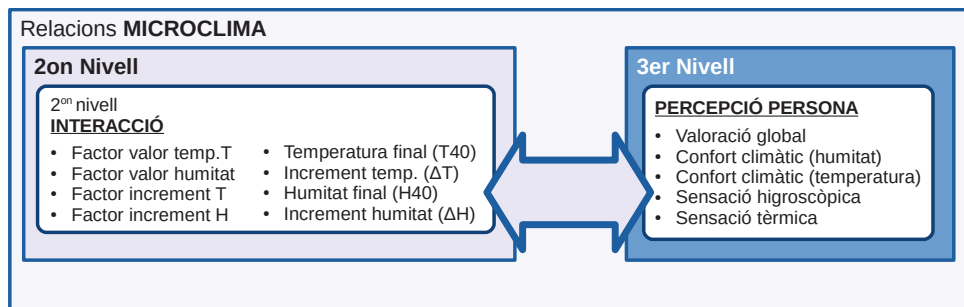 Relacions MICROCLIMA
2on Nivell
2on nivell
INTERACCIÓ
• Factor valor temp.T
• Factor valor humitat
• Factor increment T
• Factor increment H
• Temperatura final (T40)
• Increment temp. (ΔT)
• Humitat final (H40)
• Increment humitat (ΔH)
3er Nivell
PERCEPCIÓ PERSONA
• Valoració global
• Confort climàtic (humitat)
• Confort climàtic (temperatura)
• Sensació higroscòpica
• Sensació tèrmica